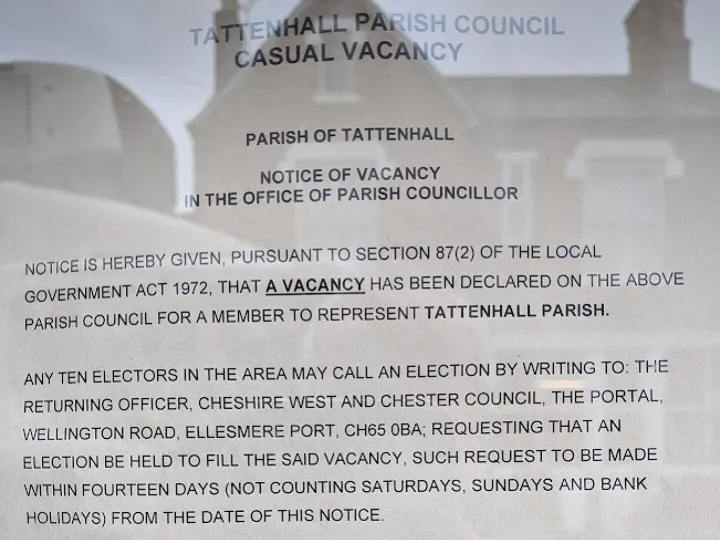 TATTENHALL PARISH COUNCIL
CASUAL VACANCY
PARISH OF TATTENHALL
NOTICE OF VACANCY
IN THE OFFICE OF PARISH COUNCILLOR
NOTICE IS HEREBY GIVEN, PURSUANT TO SECTION 87(2) OF THE LOCAL
GOVERNMENT ACT 1972, THAT A VACANCY HAS BEEN DECLARED ON THE ABOVE
PARISH COUNCIL FOR A MEMBER TO REPRESENT TATTENHALL PARISH.
ANY TEN ELECTORS IN THE AREA MAY CALL AN ELECTION BY WRITING TO: THE
RETURNING OFFICER, CHESHIRE WEST AND CHESTER COUNCIL, THE PORTAL,
WELLINGTON ROAD, ELLESMERE PORT, CH65 0BA; REQUESTING THAT AN
ELECTION BE HELD TO FILL THE SAID VACANCY, SUCH REQUEST TO BE MADE
WITHIN FOURTEEN DAYS (NOT COUNTING SATURDAYS, SUNDAYS AND BANK
HOLIDAYS) FROM THE DATE OF THIS NOTICE.